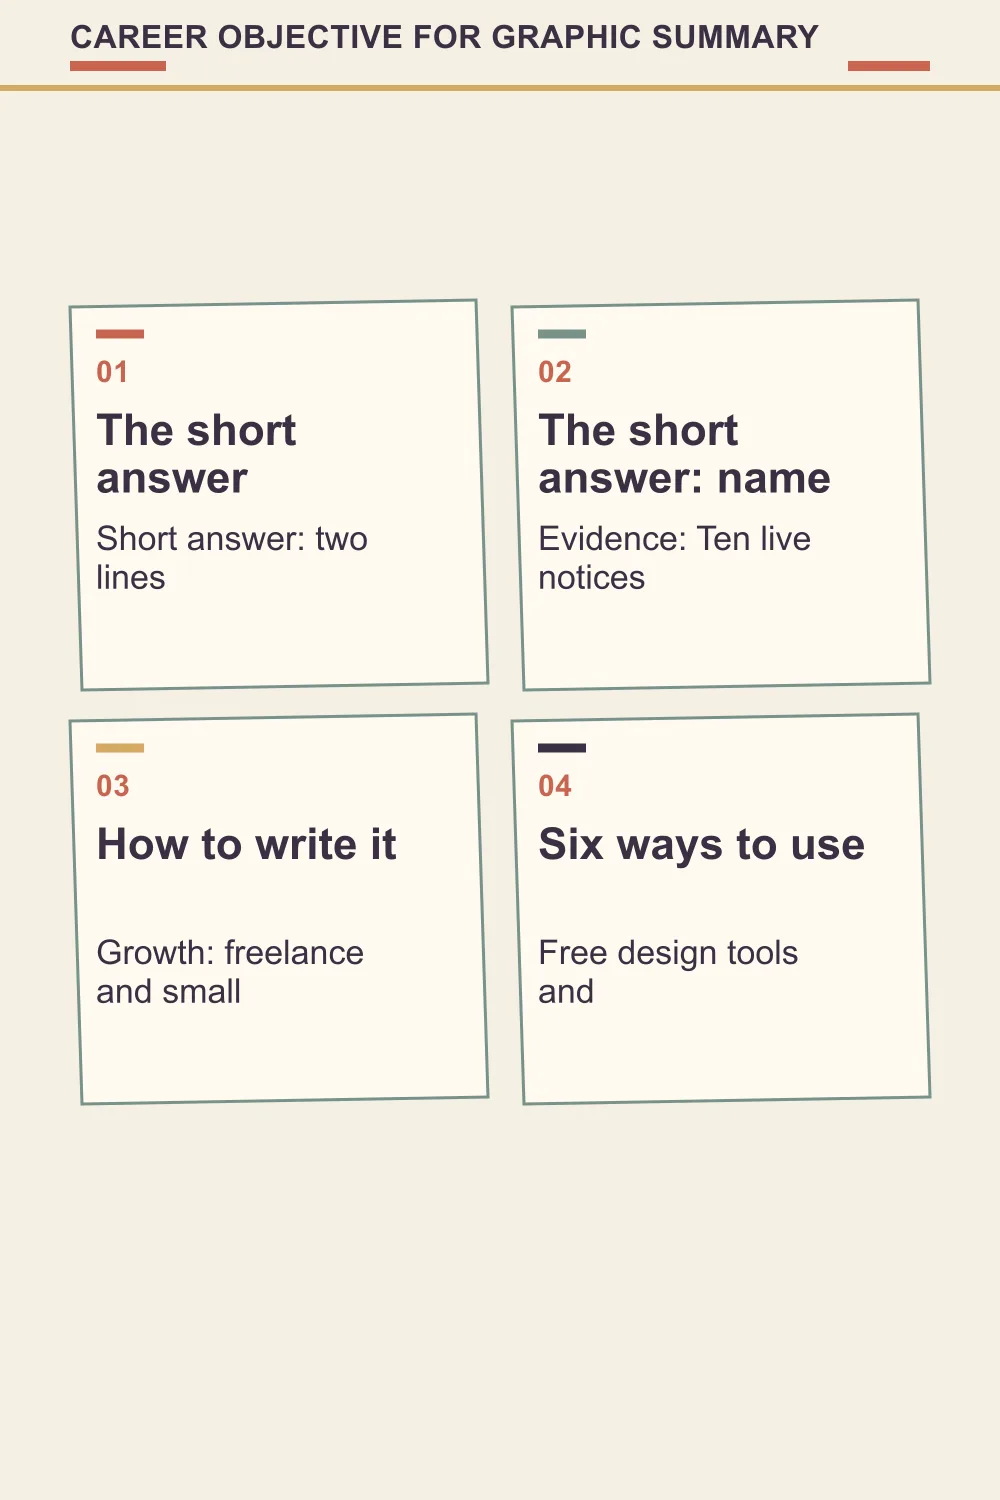 CAREER OBJECTIVE FOR GRAPHIC SUMMARY
01
The short
answer
Short answer: two
lines
02
The short
answer: name
Evidence: Ten live
notices
03
How to write it
Growth: freelance
and small
04
Six ways to use
Free design tools
and